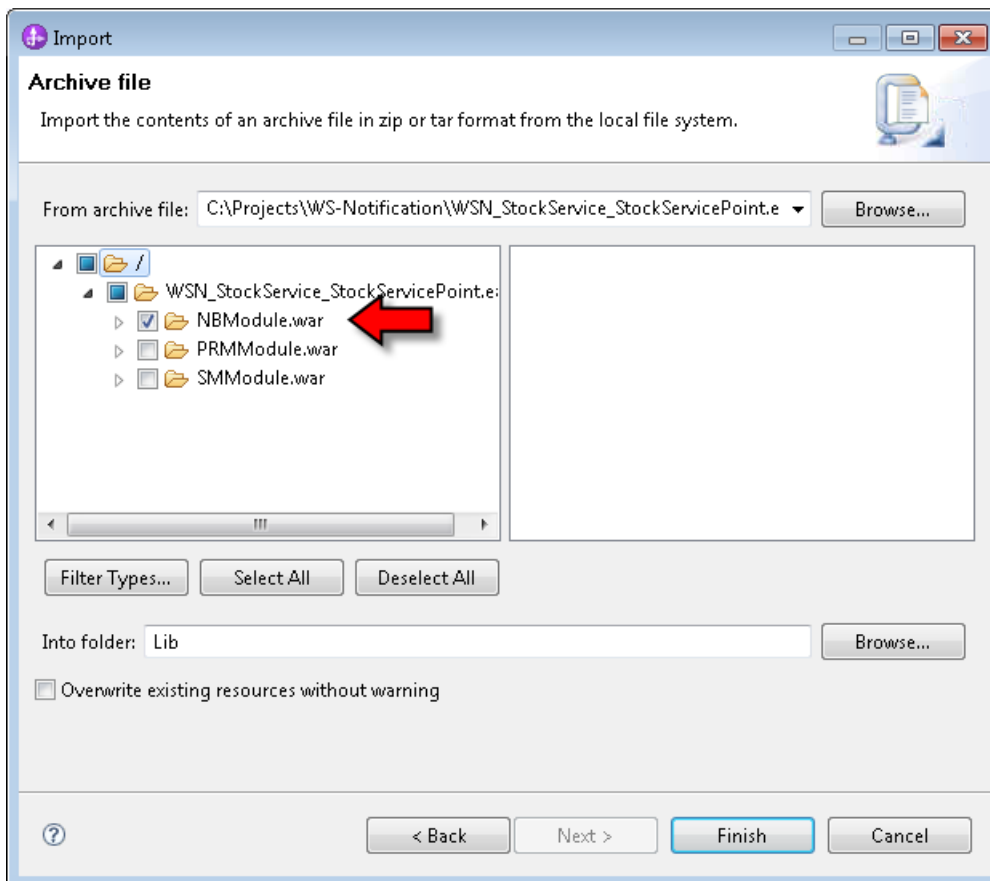 Import
Archive file
Import the contents of an archive file in zip or tar format from the local file system.
From archive file: C:\Projects\WS-Notification\WSN_StockService_StockServicePoint.e Browse...
/
WSN_StockService_StockServicePoint.e
NBModule.war
PRMModule.war
SMModule.war
Filter Types... Select All Deselect All
Into folder: Lib Browse...
Overwrite existing resources without warning
? < Back Next > Finish Cancel